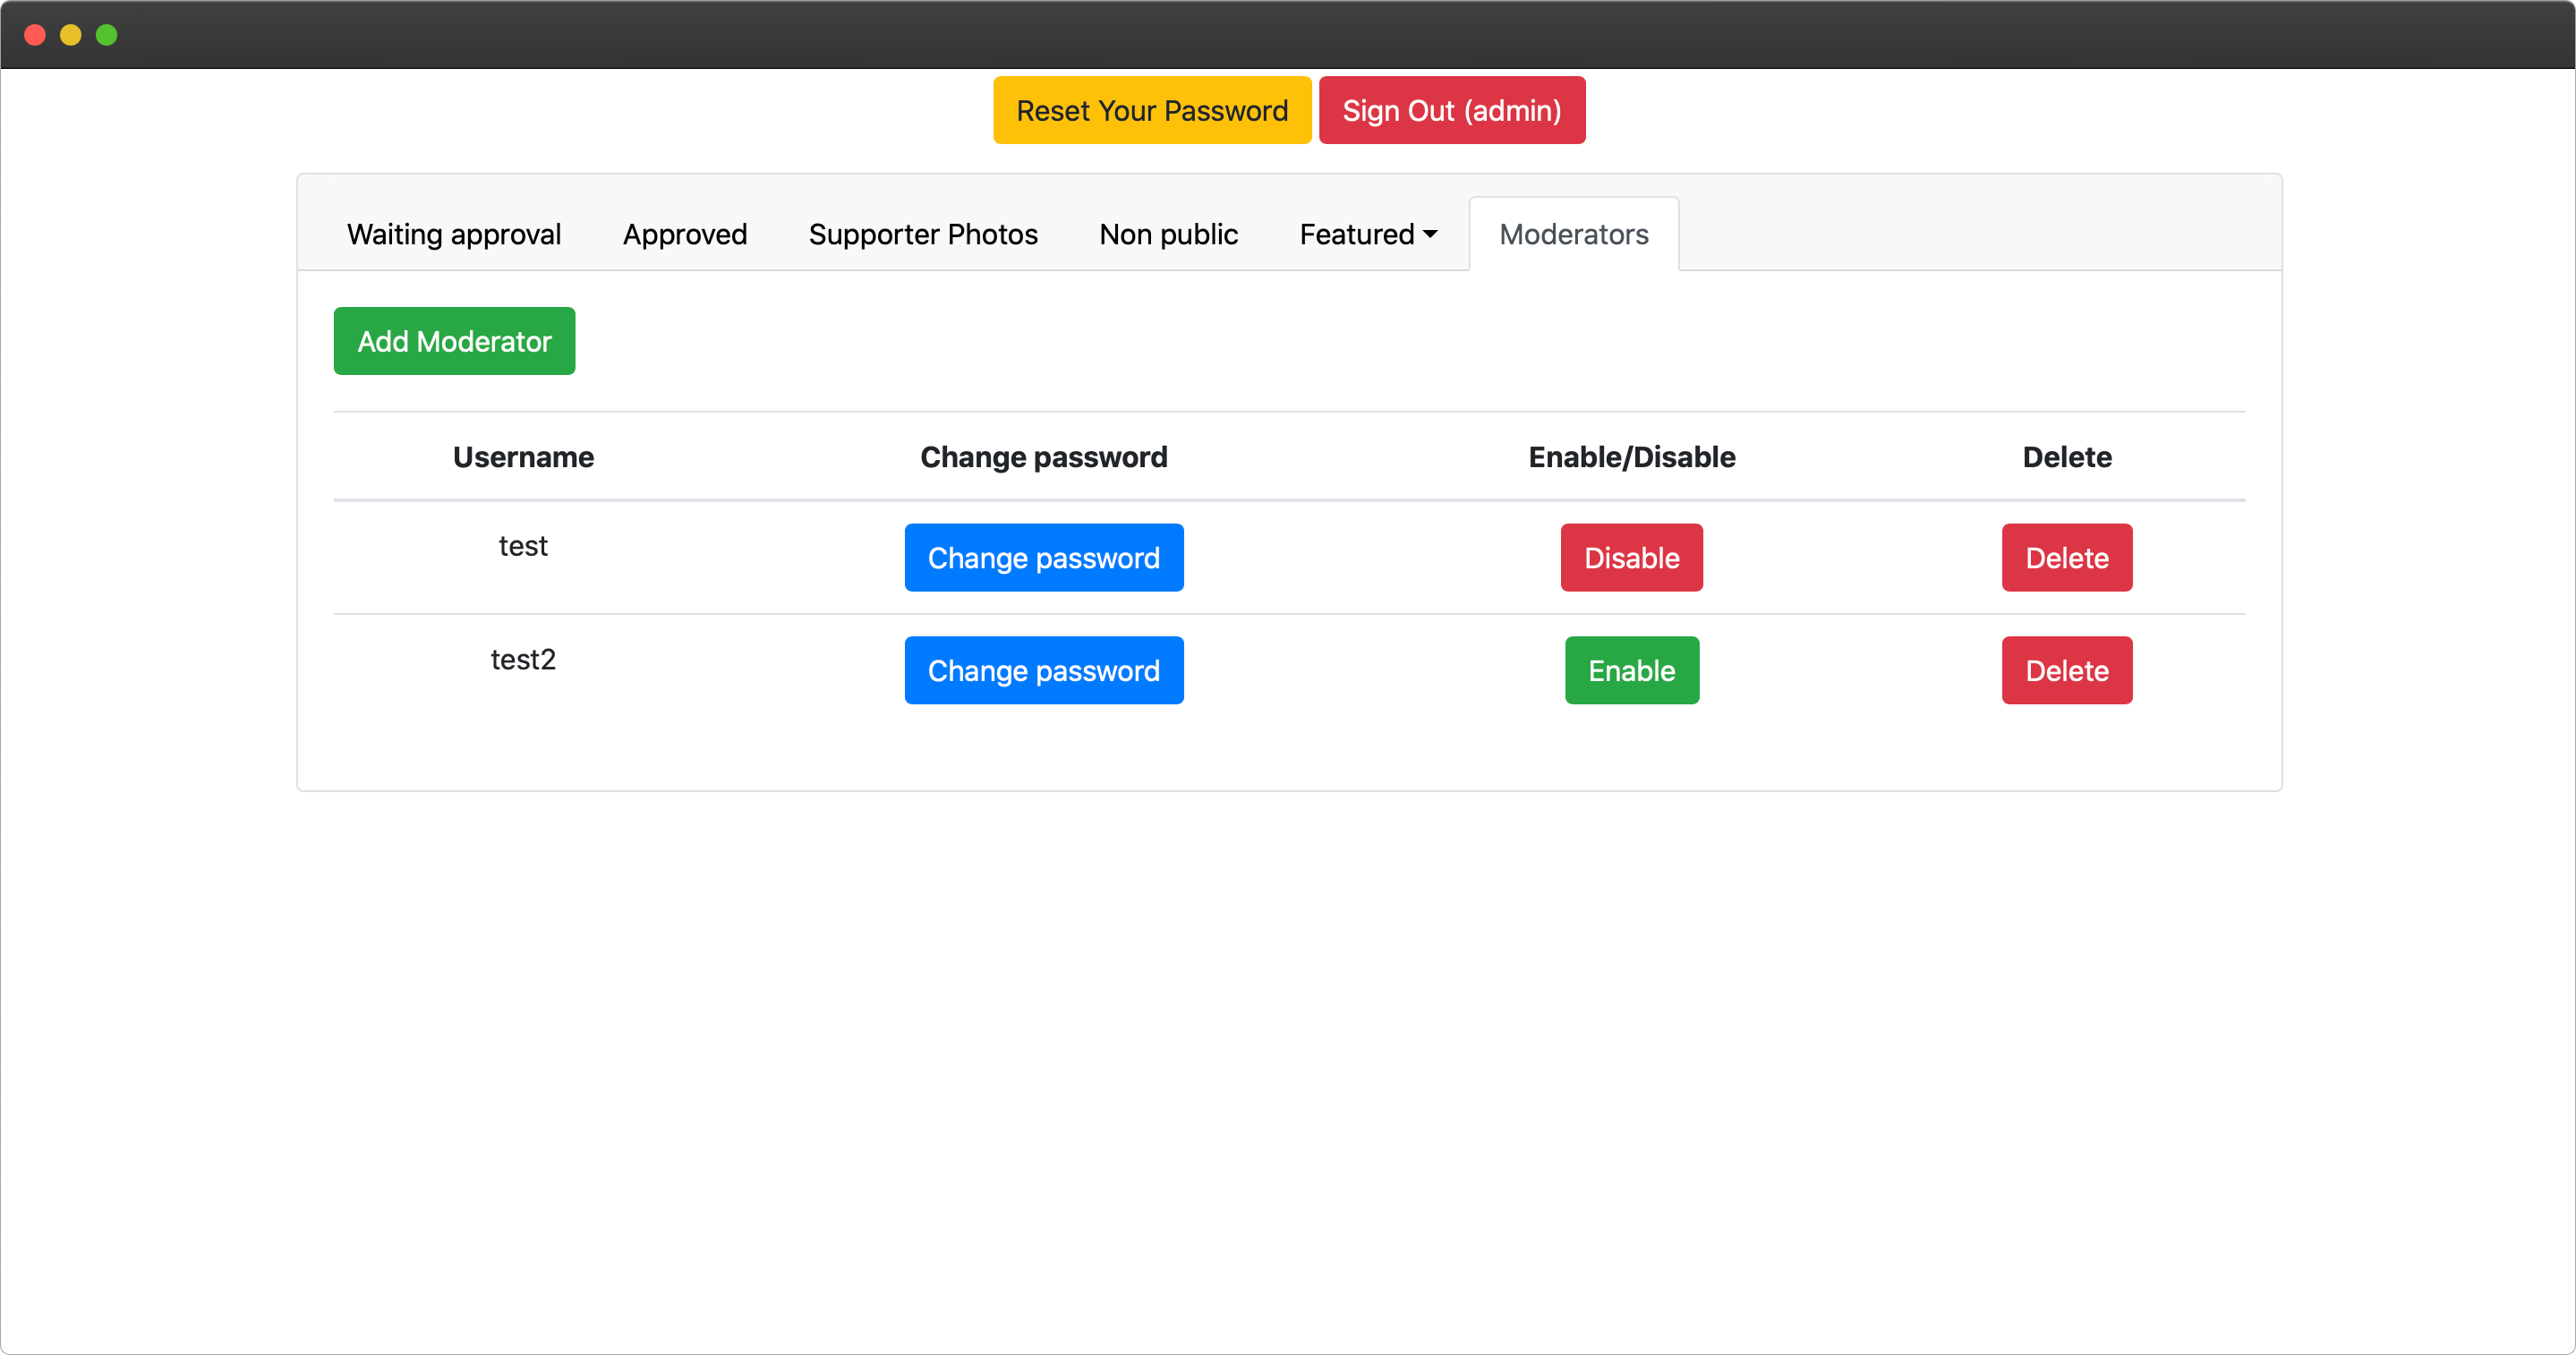 Reset Your Password Sign Out (admin)
Waiting approval Approved Supporter Photos Non public Featured Moderators
Add Moderator
Username Change password Enable/Disable Delete
test Change password Disable Delete
test2 Change password Enable Delete